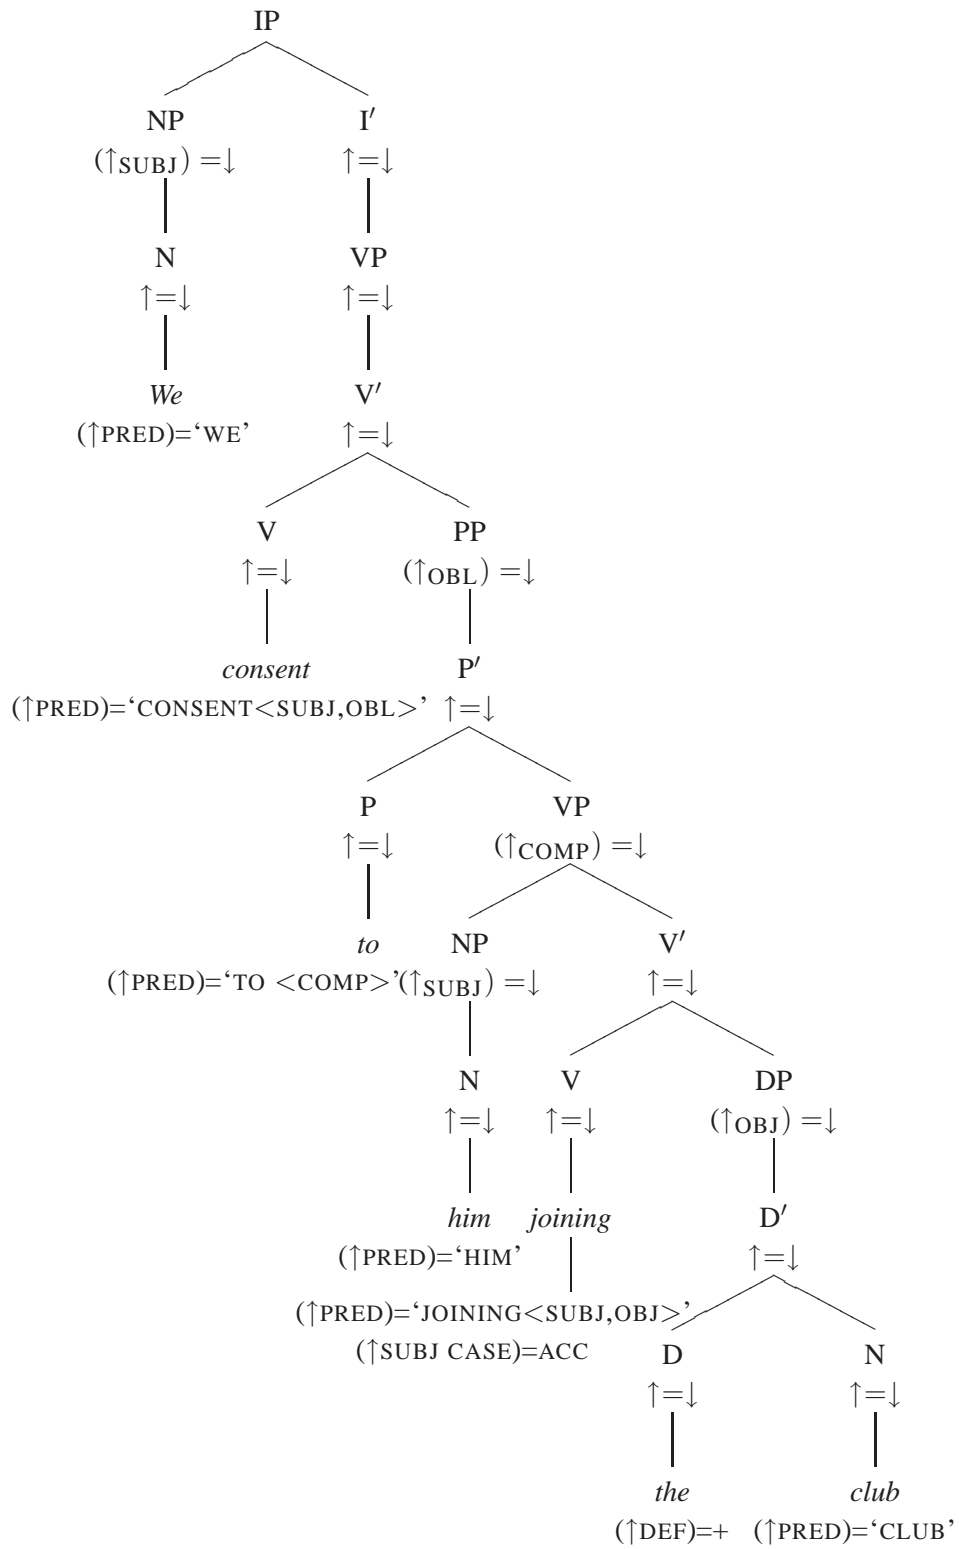 IP
NP I′
(↑SUBJ) =↓ ↑=↓
N VP
↑=↓ ↑=↓
We V′
(↑PRED)=‘WE’ ↑=↓
V PP
↑=↓ (↑OBL) =↓
consent P′
(↑PRED)=‘CONSENT<SUBJ,OBL>’ ↑=↓
P VP
↑=↓ (↑COMP) =↓
to NP V′
(↑PRED)=‘TO <COMP>’ (↑SUBJ) =↓ ↑=↓
N V DP
↑=↓ ↑=↓ (↑OBJ) =↓
him joining D′
(↑PRED)=‘HIM’ ↑=↓
(↑PRED)=‘JOINING<SUBJ,OBJ>’
(↑SUBJ CASE)=ACC D N
↑=↓ ↑=↓
the club
(↑DEF)=+ (↑PRED)=‘CLUB’